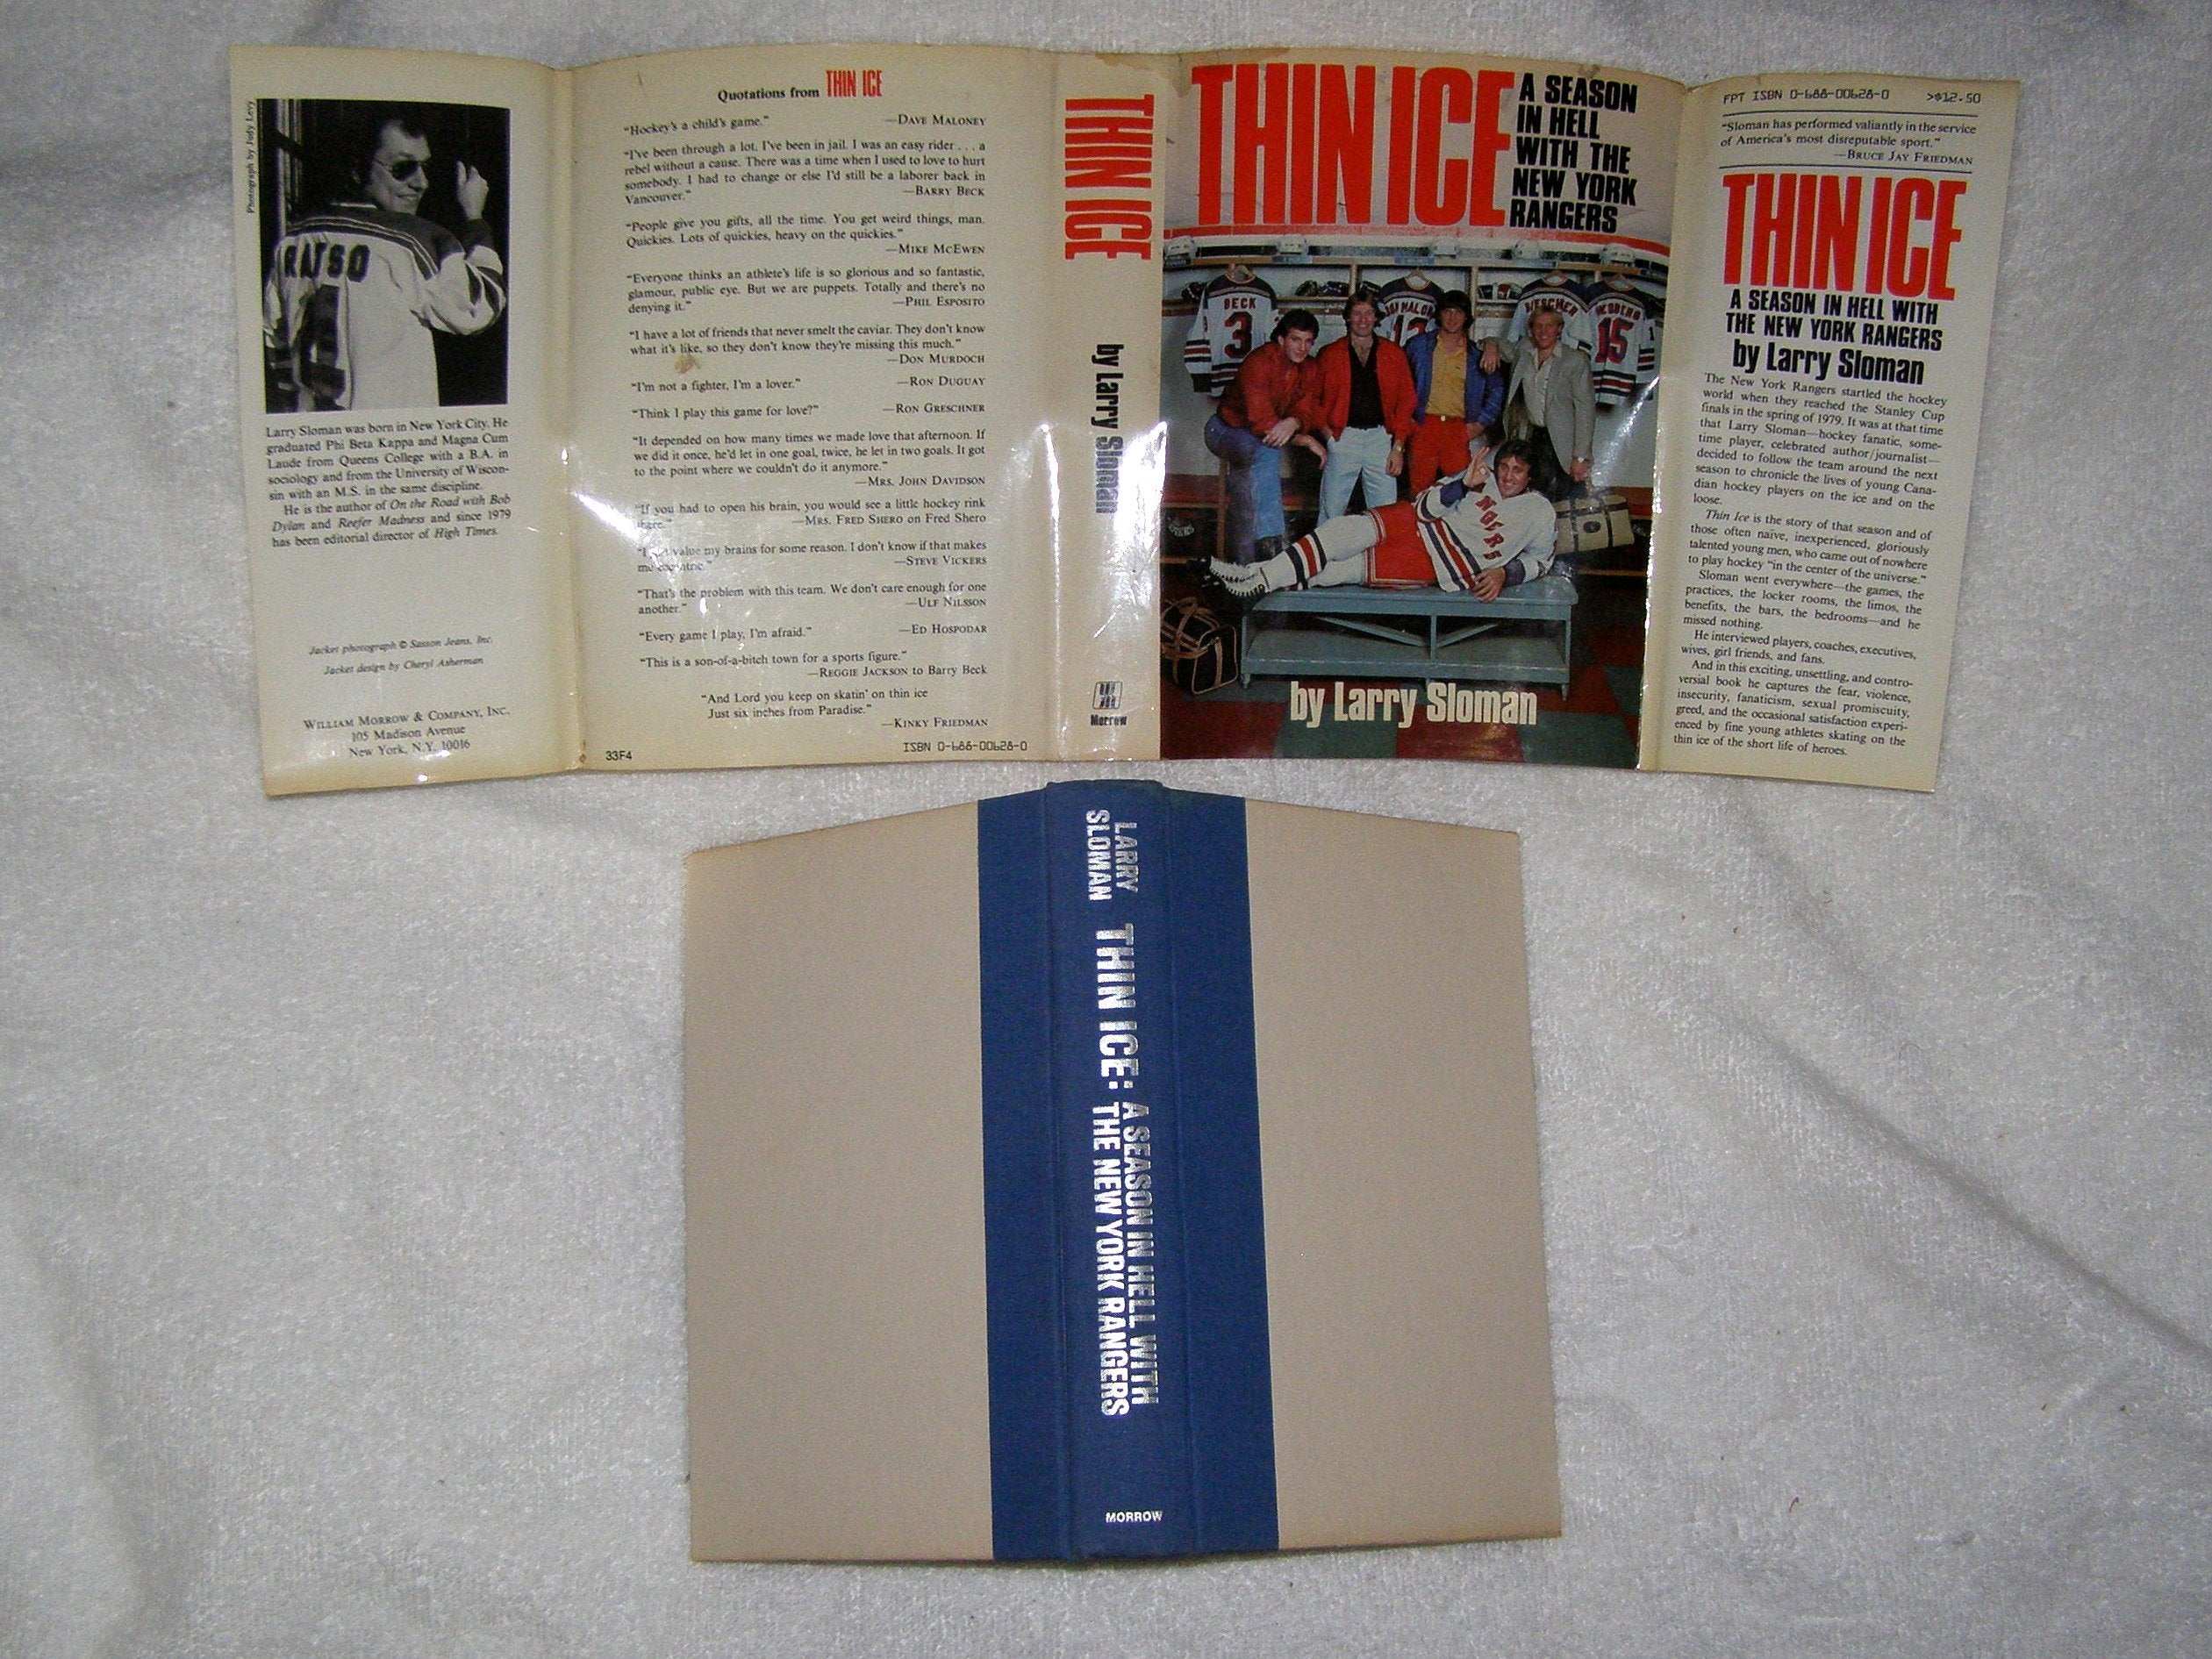 Photograph by Judy Levy
RATSO
Larry Sloman was born in New York City. He
graduated Phi Beta Kappa and Magna Cum
Laude from Queens College with a B.A. in
sociology and from the University of Wiscon-
sin with an M.S. in the same discipline.
He is the author of On the Road with Bob
Dylan and Reefer Madness and since 1979
has been editorial director of High Times.
Jacket photograph © Sasson Jeans, Inc.
Jacket design by Cheryl Asherman
WILLIAM MORROW & COMPANY, INC.
105 Madison Avenue
New York, N.Y. 10016
Quotations from THIN ICE
"Hockey's a child's game." —DAVE MALONEY
"I've been through a lot. I've been in jail. I was an easy rider . . . a
rebel without a cause. There was a time when I used to love to hurt
somebody. I had to change or else I'd still be a laborer back in
Vancouver." —BARRY BECK
"People give you gifts, all the time. You get weird things, man.
Quickies. Lots of quickies, heavy on the quickies."
—MIKE MCEWEN
"Everyone thinks an athlete's life is so glorious and so fantastic,
glamour, public eye. But we are puppets. Totally and there's no
denying it." —PHIL ESPOSITO
"I have a lot of friends that never smelt the caviar. They don't know
what it's like, so they don't know they're missing this much."
—DON MURDOCH
"I'm not a fighter, I'm a lover." —RON DUGUAY
"Think I play this game for love?" —RON GRESCHNER
"It depended on how many times we made love that afternoon. If
we did it once, he'd let in one goal, twice, he let in two goals. It got
to the point where we couldn't do it anymore."
—MRS. JOHN DAVIDSON
"If you had to open his brain, you would see a little hockey rink
there." —MRS. FRED SHERO on Fred Shero
value my brains for some reason. I don't know if that makes
me —STEVE VICKERS
"That's the problem with this team. We don't care enough for one
another." —ULF NILSSON
"Every game I play, I'm afraid." —ED HOSPODAR
"This is a son-of-a-bitch town for a sports figure."
—REGGIE JACKSON to Barry Beck
"And Lord you keep on skatin' on thin ice
Just six inches from Paradise."
—KINKY FRIEDMAN
33F4
ISBN 0-688-00628-0
THIN ICE
by Larry Sloman
Morrow
THIN ICE
A SEASON
IN HELL
WITH THE
NEW YORK
RANGERS
BECK
3
12
15
by Larry Sloman
FPT ISBN 0-688-00628-0 >$12.50
"Sloman has performed valiantly in the service
of America's most disreputable sport."
—BRUCE JAY FRIEDMAN
THIN ICE
A SEASON IN HELL WITH
THE NEW YORK RANGERS
by Larry Sloman
The New York Rangers startled the hockey
world when they reached the Stanley Cup
finals in the spring of 1979. It was at that time
that Larry Sloman—hockey fanatic, some-
time player, celebrated author/journalist—
decided to follow the team around the next
season to chronicle the lives of young Cana-
dian hockey players on the ice and on the
loose.
Thin Ice is the story of that season and of
those often naïve, inexperienced, gloriously
talented young men, who came out of nowhere
to play hockey "in the center of the universe."
Sloman went everywhere—the games, the
practices, the locker rooms, the limos, the
benefits, the bars, the bedrooms—and he
missed nothing.
He interviewed players, coaches, executives,
wives, girl friends, and fans.
And in this exciting, unsettling, and contro-
versial book he captures the fear, violence,
insecurity, fanaticism, sexual promiscuity,
greed, and the occasional satisfaction experi-
enced by fine young athletes skating on the
thin ice of the short life of heroes.
LARRY
SLOMAN
THIN ICE:
A SEASON IN HELL WITH
THE NEW YORK RANGERS
MORROW